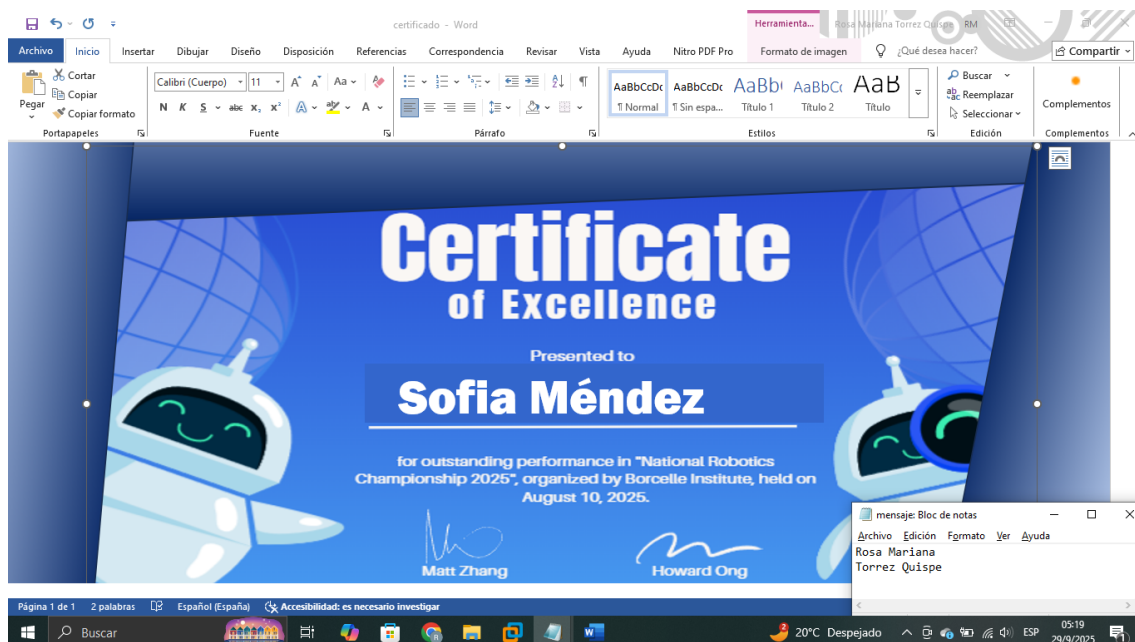 certificado - Word
Herramienta...
Rosa Mariana Torrez Quispe RM
Archivo Inicio Insertar Dibujar Diseño Disposición Referencias Correspondencia Revisar Vista Ayuda Nitro PDF Pro Formato de imagen ¿Qué desea hacer? Compartir
Pegar
Cortar
Copiar
Copiar formato
Portapapeles
Calibri (Cuerpo) 11 A A Aa
N K S abc x₂ x² A ab A
Fuente
Párrafo
AaBbCcDc AaBbCcDc AaBb( AaBbCc AaB
¶ Normal ¶ Sin espa... Título 1 Título 2 Título
Estilos
Buscar
Reemplazar
Seleccionar
Edición
Complementos
Complementos
Certificate
of Excellence
Presented to
Sofia Méndez
for outstanding performance in "National Robotics
Championship 2025", organized by Borcelle Institute, held on
August 10, 2025.
Matt Zhang Howard Ong
mensaje: Bloc de notas
Archivo Edición Formato Ver Ayuda
Rosa Mariana
Torrez Quispe
Página 1 de 1 2 palabras Español (España) Accesibilidad: es necesario investigar
Buscar
20°C Despejado
ESP
05:19
29/9/2025